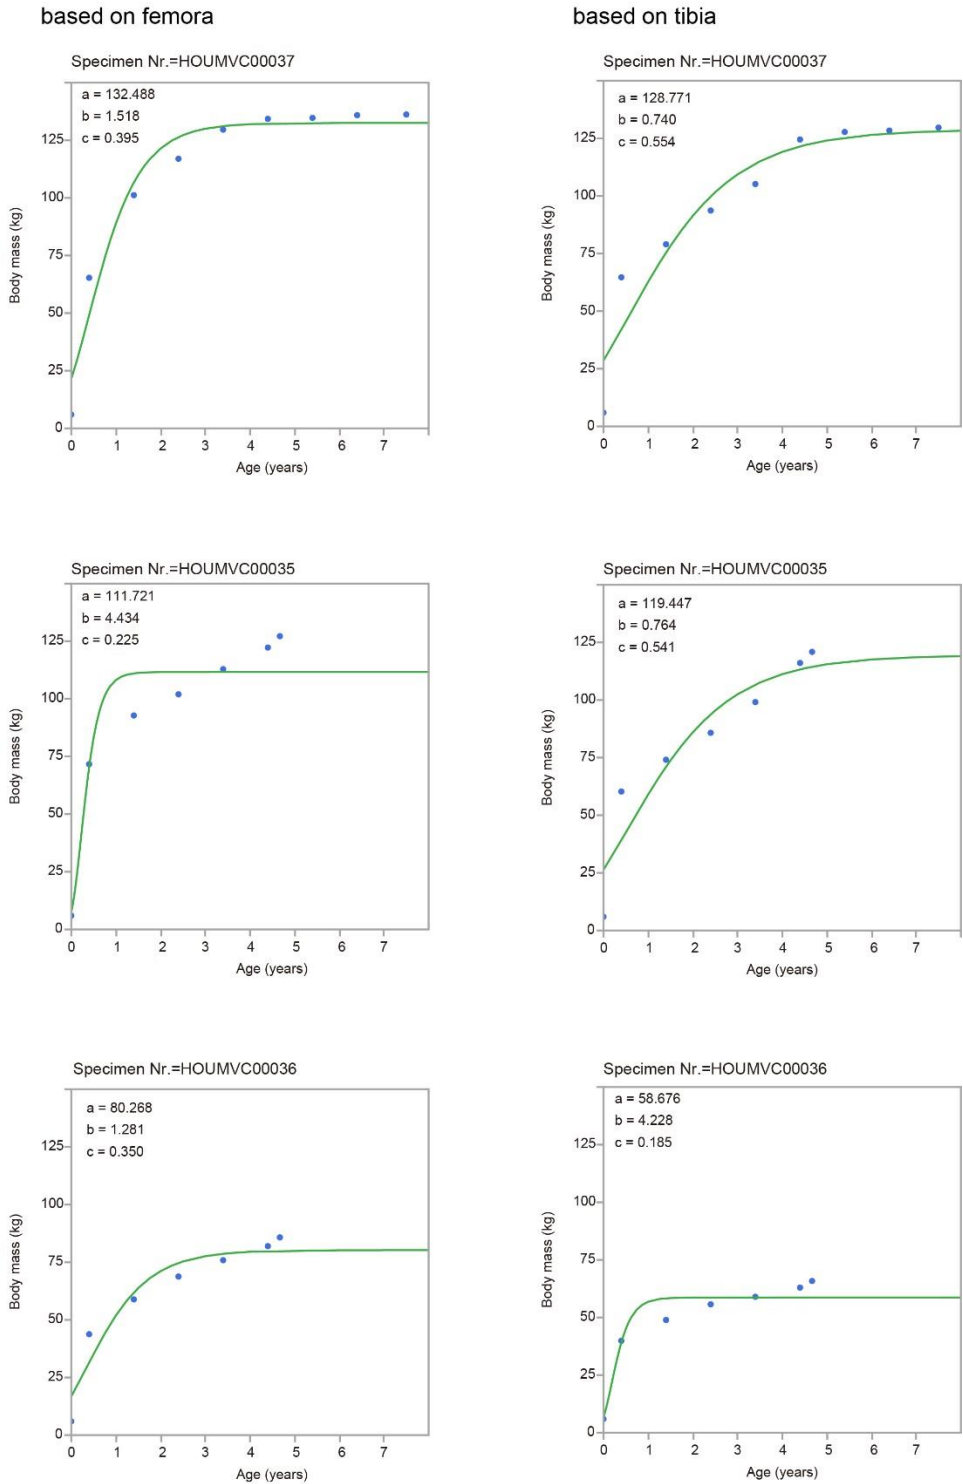 based on femora
based on tibia
Specimen Nr.=HOUMVC00037
a = 132.488
b = 1.518
c = 0.395
125
100
75
50
25
0
Body mass (kg)
0 1 2 3 4 5 6 7
Age (years)
Specimen Nr.=HOUMVC00037
a = 128.771
b = 0.740
c = 0.554
125
100
75
50
25
0
Body mass (kg)
0 1 2 3 4 5 6 7
Age (years)
Specimen Nr.=HOUMVC00035
a = 111.721
b = 4.434
c = 0.225
125
100
75
50
25
0
Body mass (kg)
0 1 2 3 4 5 6 7
Age (years)
Specimen Nr.=HOUMVC00035
a = 119.447
b = 0.764
c = 0.541
125
100
75
50
25
0
Body mass (kg)
0 1 2 3 4 5 6 7
Age (years)
Specimen Nr.=HOUMVC00036
a = 80.268
b = 1.281
c = 0.350
125
100
75
50
25
0
Body mass (kg)
0 1 2 3 4 5 6 7
Age (years)
Specimen Nr.=HOUMVC00036
a = 58.676
b = 4.228
c = 0.185
125
100
75
50
25
0
Body mass (kg)
0 1 2 3 4 5 6 7
Age (years)